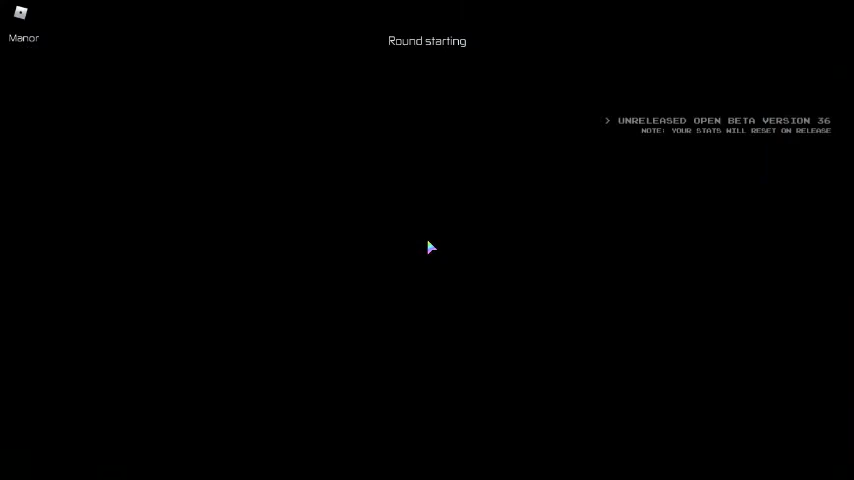 Manor
Round starting
> UNRELEASED OPEN BETA VERSION 36
NOTE: YOUR STATS WILL RESET ON RELEASE